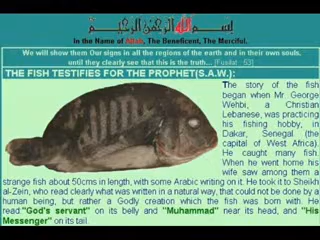 بسم الله الرحمن الرحيم
In the Name of Allah, The Beneficent, The Merciful.
We will show them Our signs in all the regions of the earth and in their own souls,
until they clearly see that this is the truth... [Fusilat : 53]
THE FISH TESTIFIES FOR THE PROPHET(S.A.W.):
The story of the fish
began when Mr. George
Wehbi, a Christian
Lebanese, was practicing
his fishing hobby, in
Dakar, Senegal (the
capital of West Africa).
He caught many fish.
When he went home his
wife saw among them a
strange fish about 50cms in length, with some Arabic writing on it. He took it to Sheikh
al-Zein, who read clearly what was written in a natural way, that could not be done by a
human being, but rather a Godly creation which the fish was born with. He
read "God's servant" on its belly and "Muhammad" near its head, and "His
Messenger" on its tail.